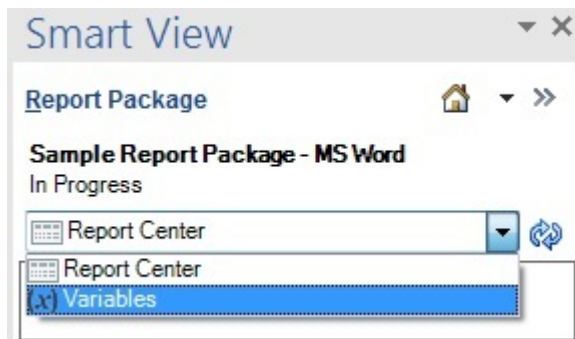 Smart View
Report Package
Sample Report Package - MS Word
In Progress
Report Center
Report Center
(x) Variables